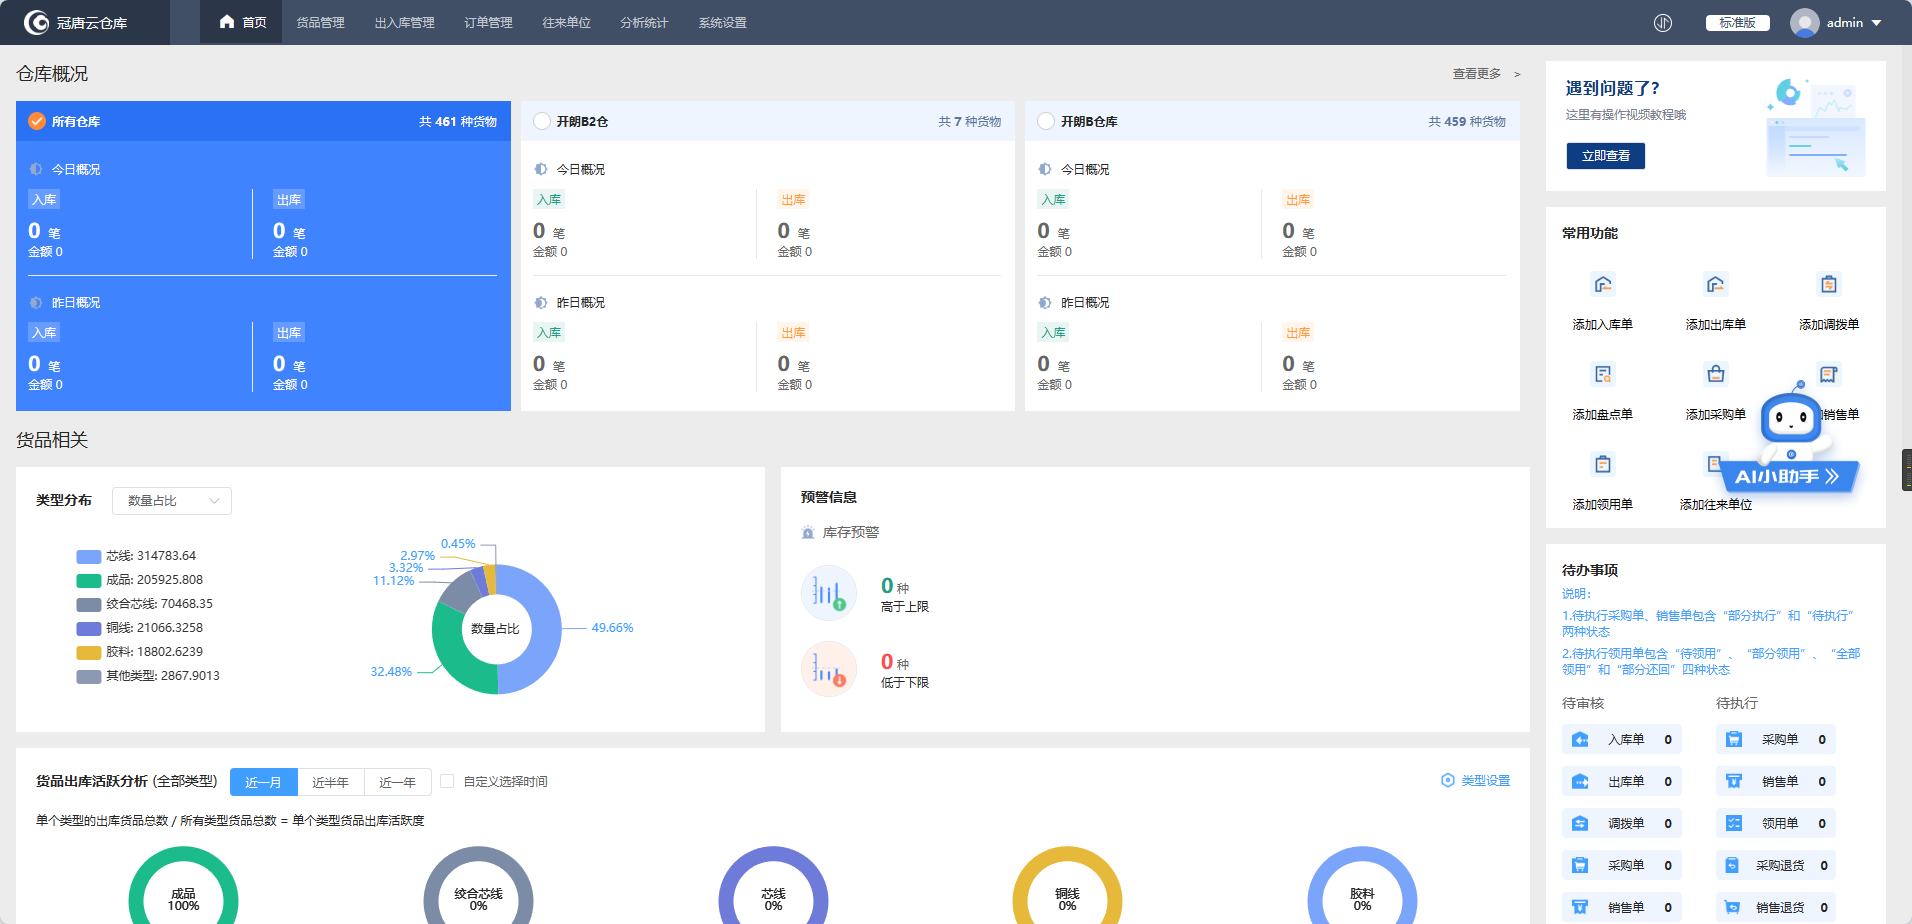 冠唐云仓库
首页
货品管理
出入库管理
订单管理
往来单位
分析统计
系统设置
标准版
admin
仓库概况
查看更多 >
所有仓库
共 461 种货物
今日概况
入库
0 笔
金额 0
出库
0 笔
金额 0
昨日概况
入库
0 笔
金额 0
出库
0 笔
金额 0
开朗B2仓
共 7 种货物
今日概况
入库
0 笔
金额 0
出库
0 笔
金额 0
昨日概况
入库
0 笔
金额 0
出库
0 笔
金额 0
开朗B仓库
共 459 种货物
今日概况
入库
0 笔
金额 0
出库
0 笔
金额 0
昨日概况
入库
0 笔
金额 0
出库
0 笔
金额 0
货品相关
类型分布
数量占比
芯线: 314783.64
成品: 205925.808
绞合芯线: 70468.35
铜线: 21066.3258
胶料: 18802.6239
其他类型: 2867.9013
0.45%
2.97%
3.32%
11.12%
数量占比
49.66%
32.48%
预警信息
库存预警
0 种
高于上限
0 种
低于下限
货品出库活跃分析 (全部类型)
近一月
近半年
近一年
自定义选择时间
类型设置
单个类型的出库货品总数 / 所有类型货品总数 = 单个类型货品出库活跃度
成品
100%
绞合芯线
0%
芯线
0%
铜线
0%
胶料
0%
遇到问题了?
这里有操作视频教程哦
立即查看
常用功能
添加入库单
添加出库单
添加调拨单
添加盘点单
添加采购单
销售单
添加领用单
添加往来单位
AI小助手
待办事项
说明：
1.待执行采购单、销售单包含“部分执行”和“待执行”
两种状态
2.待执行领用单包含“待领用”、“部分领用”、“全部
领用”和“部分还回”四种状态
待审核
入库单 0
出库单 0
调拨单 0
采购单 0
销售单 0
待执行
采购单 0
销售单 0
领用单 0
采购退货 0
销售退货 0